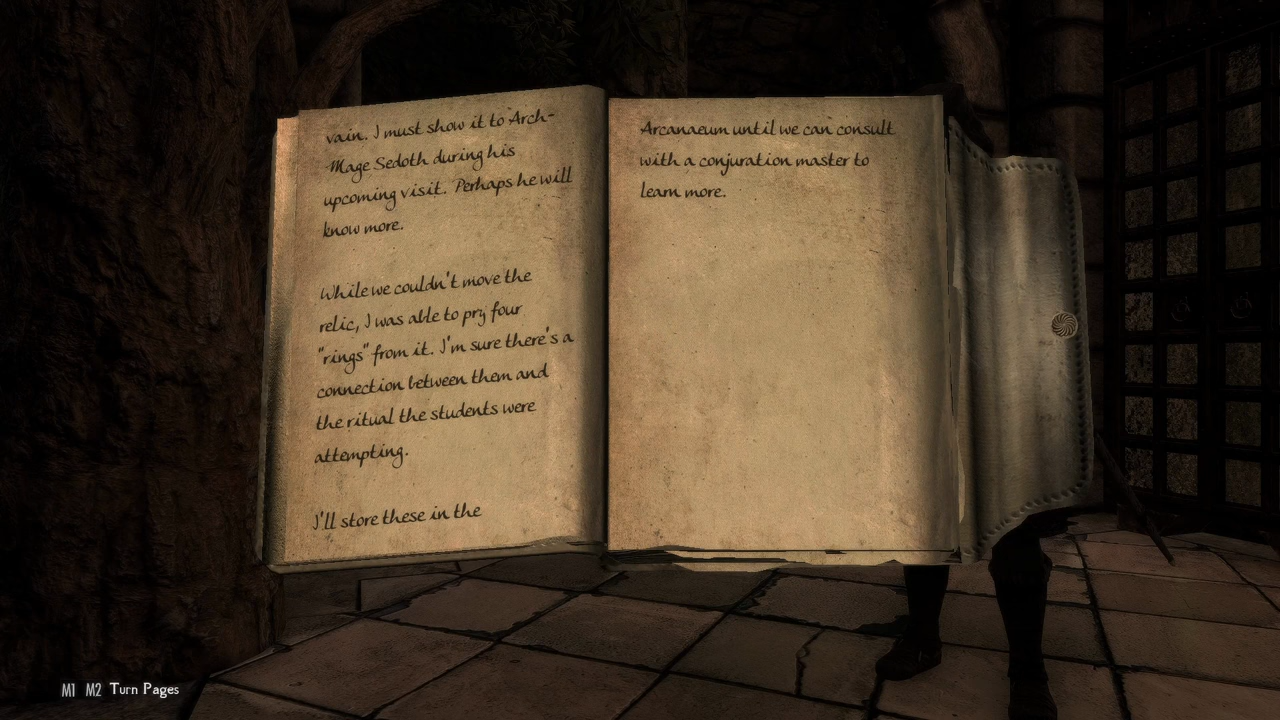 vain. I must show it to Arch-
Mage Sedoth during his
upcoming visit. Perhaps he will
know more.
While we couldn't move the
relic, I was able to pry four
"rings" from it. I'm sure there's a
connection between them and
the ritual the students were
attempting.
I'll store these in the
Arcanaeum until we can consult
with a conjuration master to
learn more.
M1 M2 Turn Pages